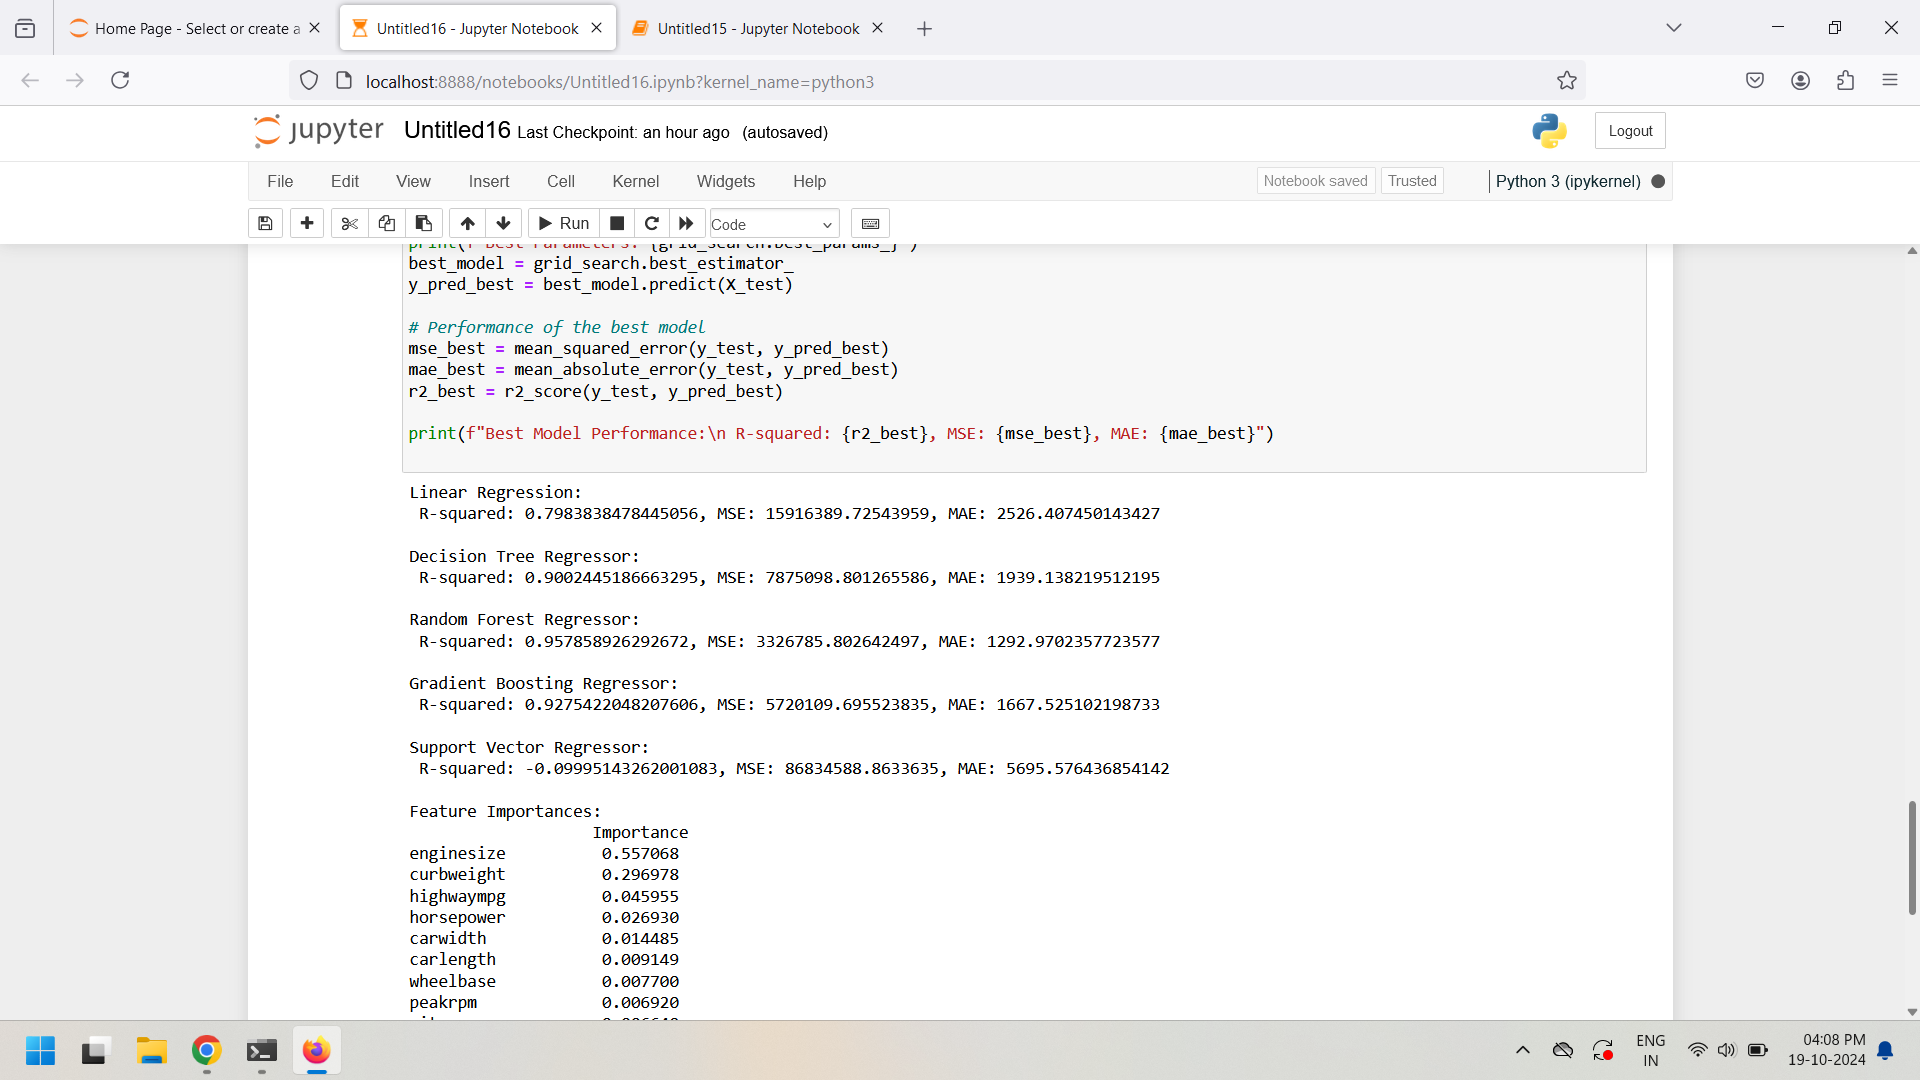 Home Page - Select or create a
Untitled16 - Jupyter Notebook
Untitled15 - Jupyter Notebook
localhost:8888/notebooks/Untitled16.ipynb?kernel_name=python3
jupyter Untitled16 Last Checkpoint: an hour ago (autosaved)
Logout
File Edit View Insert Cell Kernel Widgets Help
Notebook saved Trusted Python 3 (ipykernel)
Run Code
print(f"Best Parameters: {grid_search.best_params_}")
best_model = grid_search.best_estimator_
y_pred_best = best_model.predict(X_test)
# Performance of the best model
mse_best = mean_squared_error(y_test, y_pred_best)
mae_best = mean_absolute_error(y_test, y_pred_best)
r2_best = r2_score(y_test, y_pred_best)
print(f"Best Model Performance:\n R-squared: {r2_best}, MSE: {mse_best}, MAE: {mae_best}")
Linear Regression:
R-squared: 0.7983838478445056, MSE: 15916389.72543959, MAE: 2526.407450143427
Decision Tree Regressor:
R-squared: 0.9002445186663295, MSE: 7875098.801265586, MAE: 1939.138219512195
Random Forest Regressor:
R-squared: 0.957858926292672, MSE: 3326785.802642497, MAE: 1292.9702357723577
Gradient Boosting Regressor:
R-squared: 0.9275422048207606, MSE: 5720109.695523835, MAE: 1667.525102198733
Support Vector Regressor:
R-squared: -0.09995143262001083, MSE: 86834588.8633635, MAE: 5695.576436854142
Feature Importances:
Importance
enginesize 0.557068
curbweight 0.296978
highwaympg 0.045955
horsepower 0.026930
carwidth 0.014485
carlength 0.009149
wheelbase 0.007700
peakrpm 0.006920
ENG
IN
04:08 PM
19-10-2024